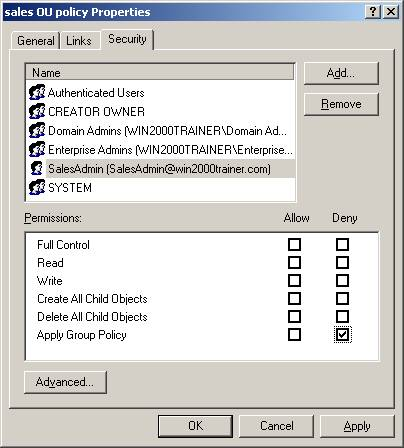 sales OU policy Properties
General Links Security
Name
Authenticated Users
CREATOR OWNER
Domain Admins (WIN2000TRAINER\Domain Ad...
Enterprise Admins (WIN2000TRAINER\Enterprise...
SalesAdmin (SalesAdmin@win2000trainer.com)
SYSTEM
Add...
Remove
Permissions: Allow Deny
Full Control
Read
Write
Create All Child Objects
Delete All Child Objects
Apply Group Policy
Advanced...
OK Cancel Apply